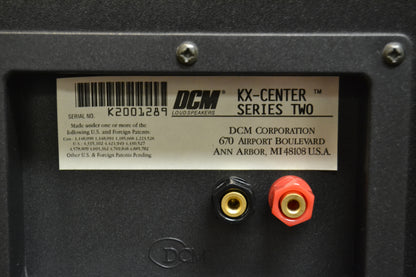 SERIAL NO. K2001289
DCM
LOUDSPEAKERS
KX-CENTER™
SERIES TWO
Made under one or more of the
following U.S. and Foreign Patents:
Other U.S. & Foreign Patents Pending
DCM CORPORATION
670 AIRPORT BOULEVARD
ANN ARBOR, MI 48108 U.S.A.
DCM